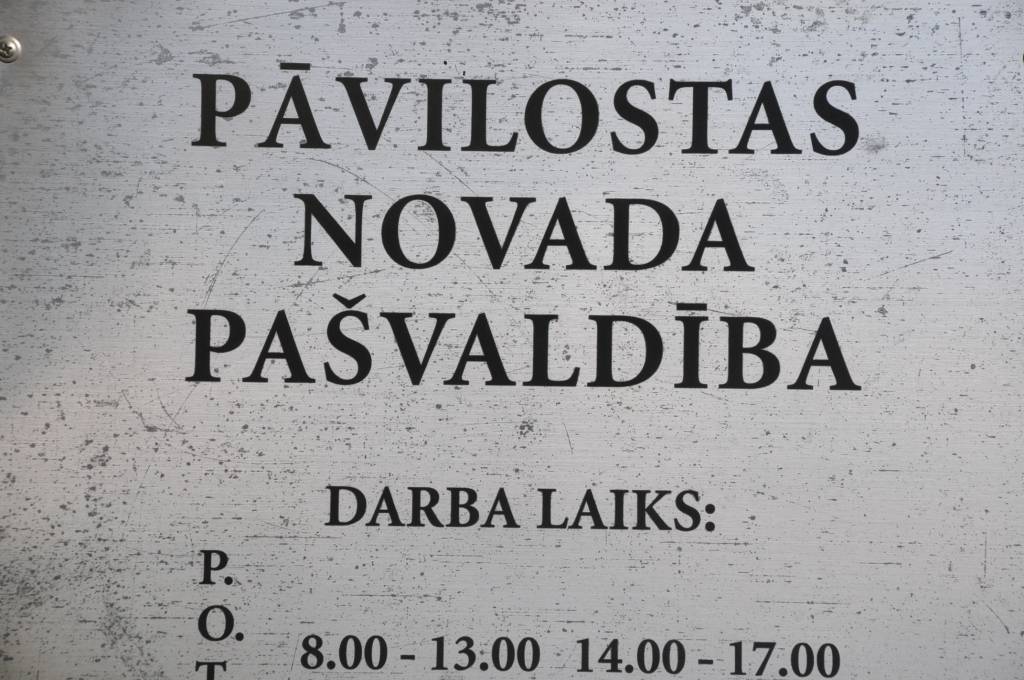 PĀVILOSTAS
NOVADA
PAŠVALDĪBA
DARBA LAIKS:
P.
O.
8.00 - 13.00 14.00 - 17.00
T